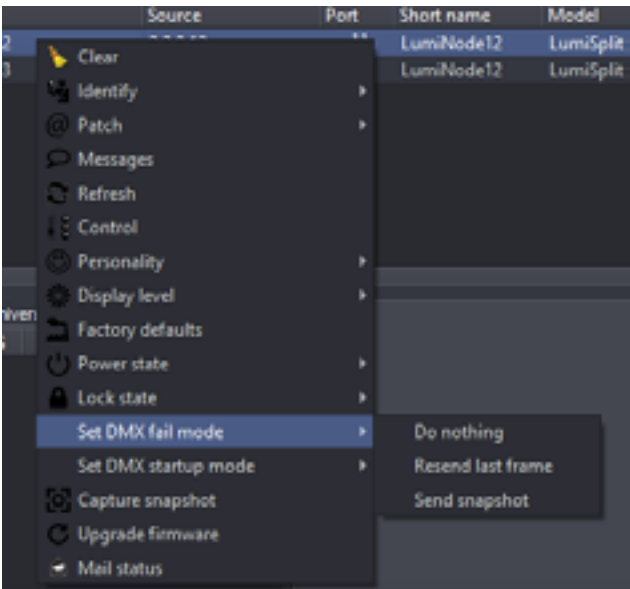 Source Port Short name Model
2 LumiNode12 LumiSplit
3 LumiNode12 LumiSplit
Clear
Identify
Patch
Messages
Refresh
Control
Personality
Display level
Factory defaults
Power state
Lock state
Set DMX fail mode
Do nothing
Set DMX startup mode
Resend last frame
Capture snapshot
Send snapshot
Upgrade firmware
Mail status